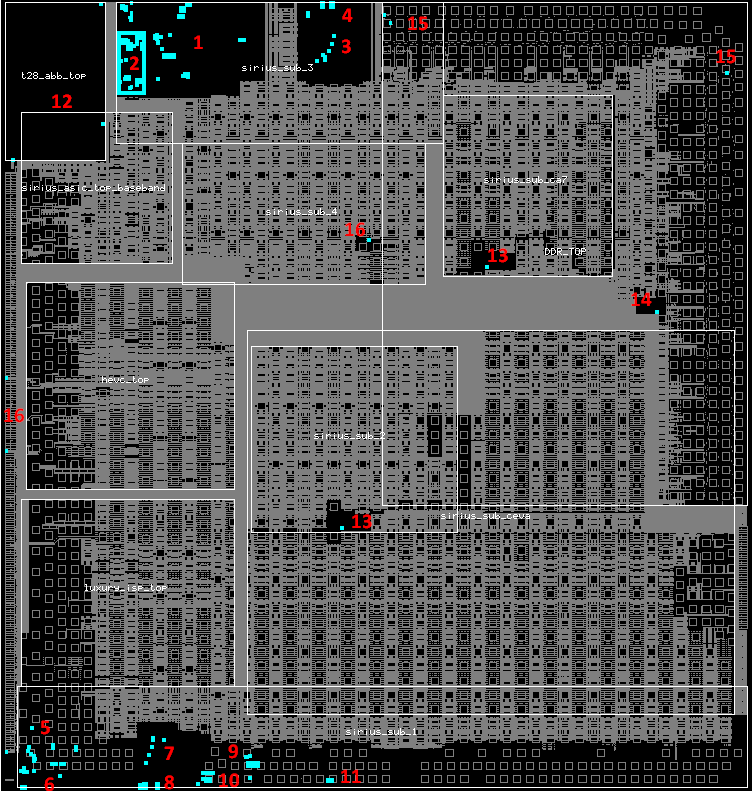 4
15
1
3
sirius_sub_3
2
15
t28_abb_top
12
sirius_asic_top_baseband
sirius_sub_ca7
sirius_sub_4
16
13
DDR_TOP
14
hevc_top
16
sirius_sub_2
13
sirius_sub_ceva
luxury_isp_top
5
sirius_sub_1
7
9
6
8
10
11